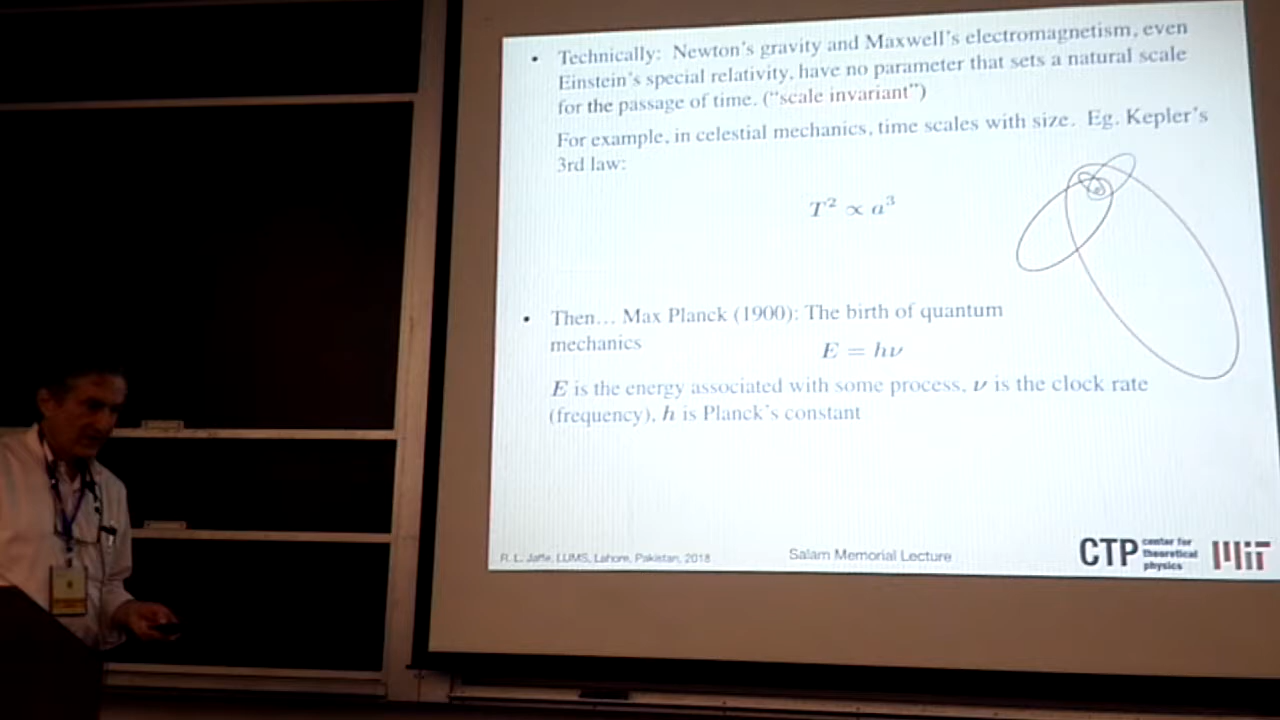 • Technically: Newton's gravity and Maxwell's electromagnetism, even
Einstein's special relativity, have no parameter that sets a natural scale
for the passage of time. ("scale invariant")
For example, in celestial mechanics, time scales with size. Eg. Kepler's
3rd law:
T² ∝ a³
• Then... Max Planck (1900): The birth of quantum
mechanics
E = hν
E is the energy associated with some process, ν is the clock rate
(frequency), h is Planck's constant
R. L. Jaffe, LUMS, Lahore, Pakistan, 2018
Salam Memorial Lecture
CTP center for
theoretical
physics
MIT